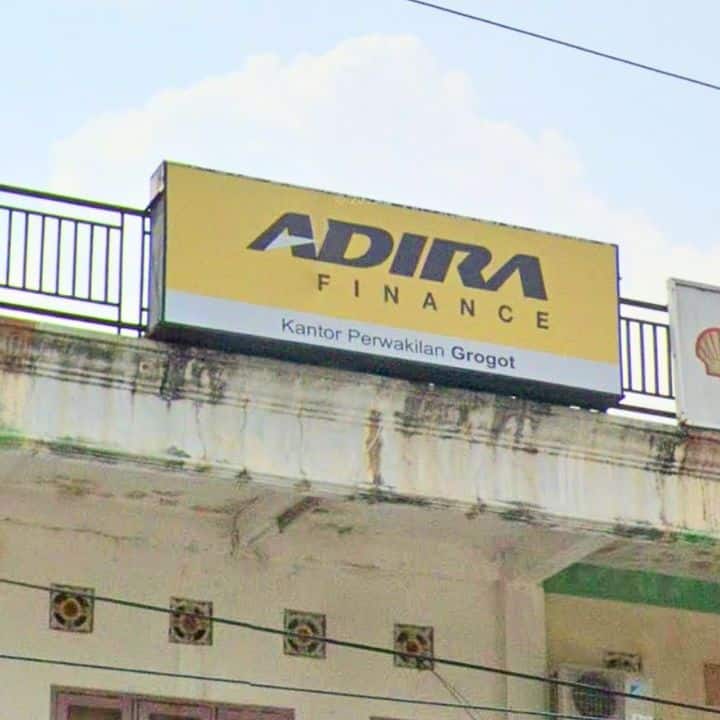 ADIRA
FINANCE
Kantor Perwakilan Grogot